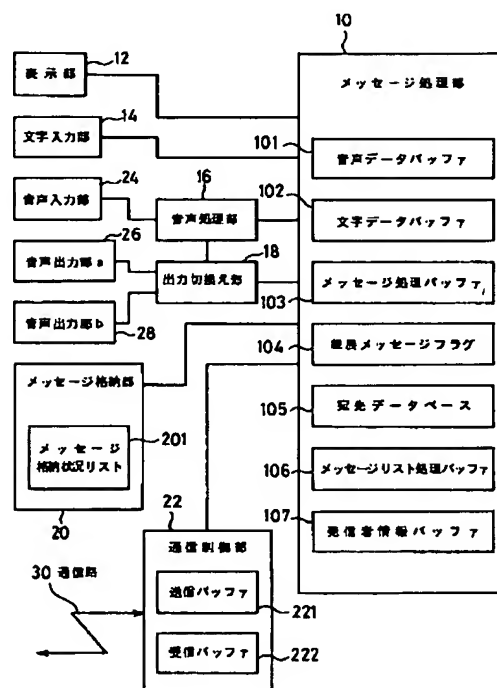 10
メッセージ処理部
12
表示部
14
文字入力部
24
音声入力部
16
音声処理部
26
音声出力部a
18
出力切換え部
音声出力部b
28
メッセージ格納部
201
メッセージ
格納状況リスト
20
22
通信制御部
30 通信路
送信バッファ
221
受信バッファ
222
101
音声データバッファ
102
文字データバッファ
メッセージ処理バッファ
103
104
メッセージフラグ
105
宛先データベース
106
メッセージリスト処理バッファ
107
発信者情報バッファ